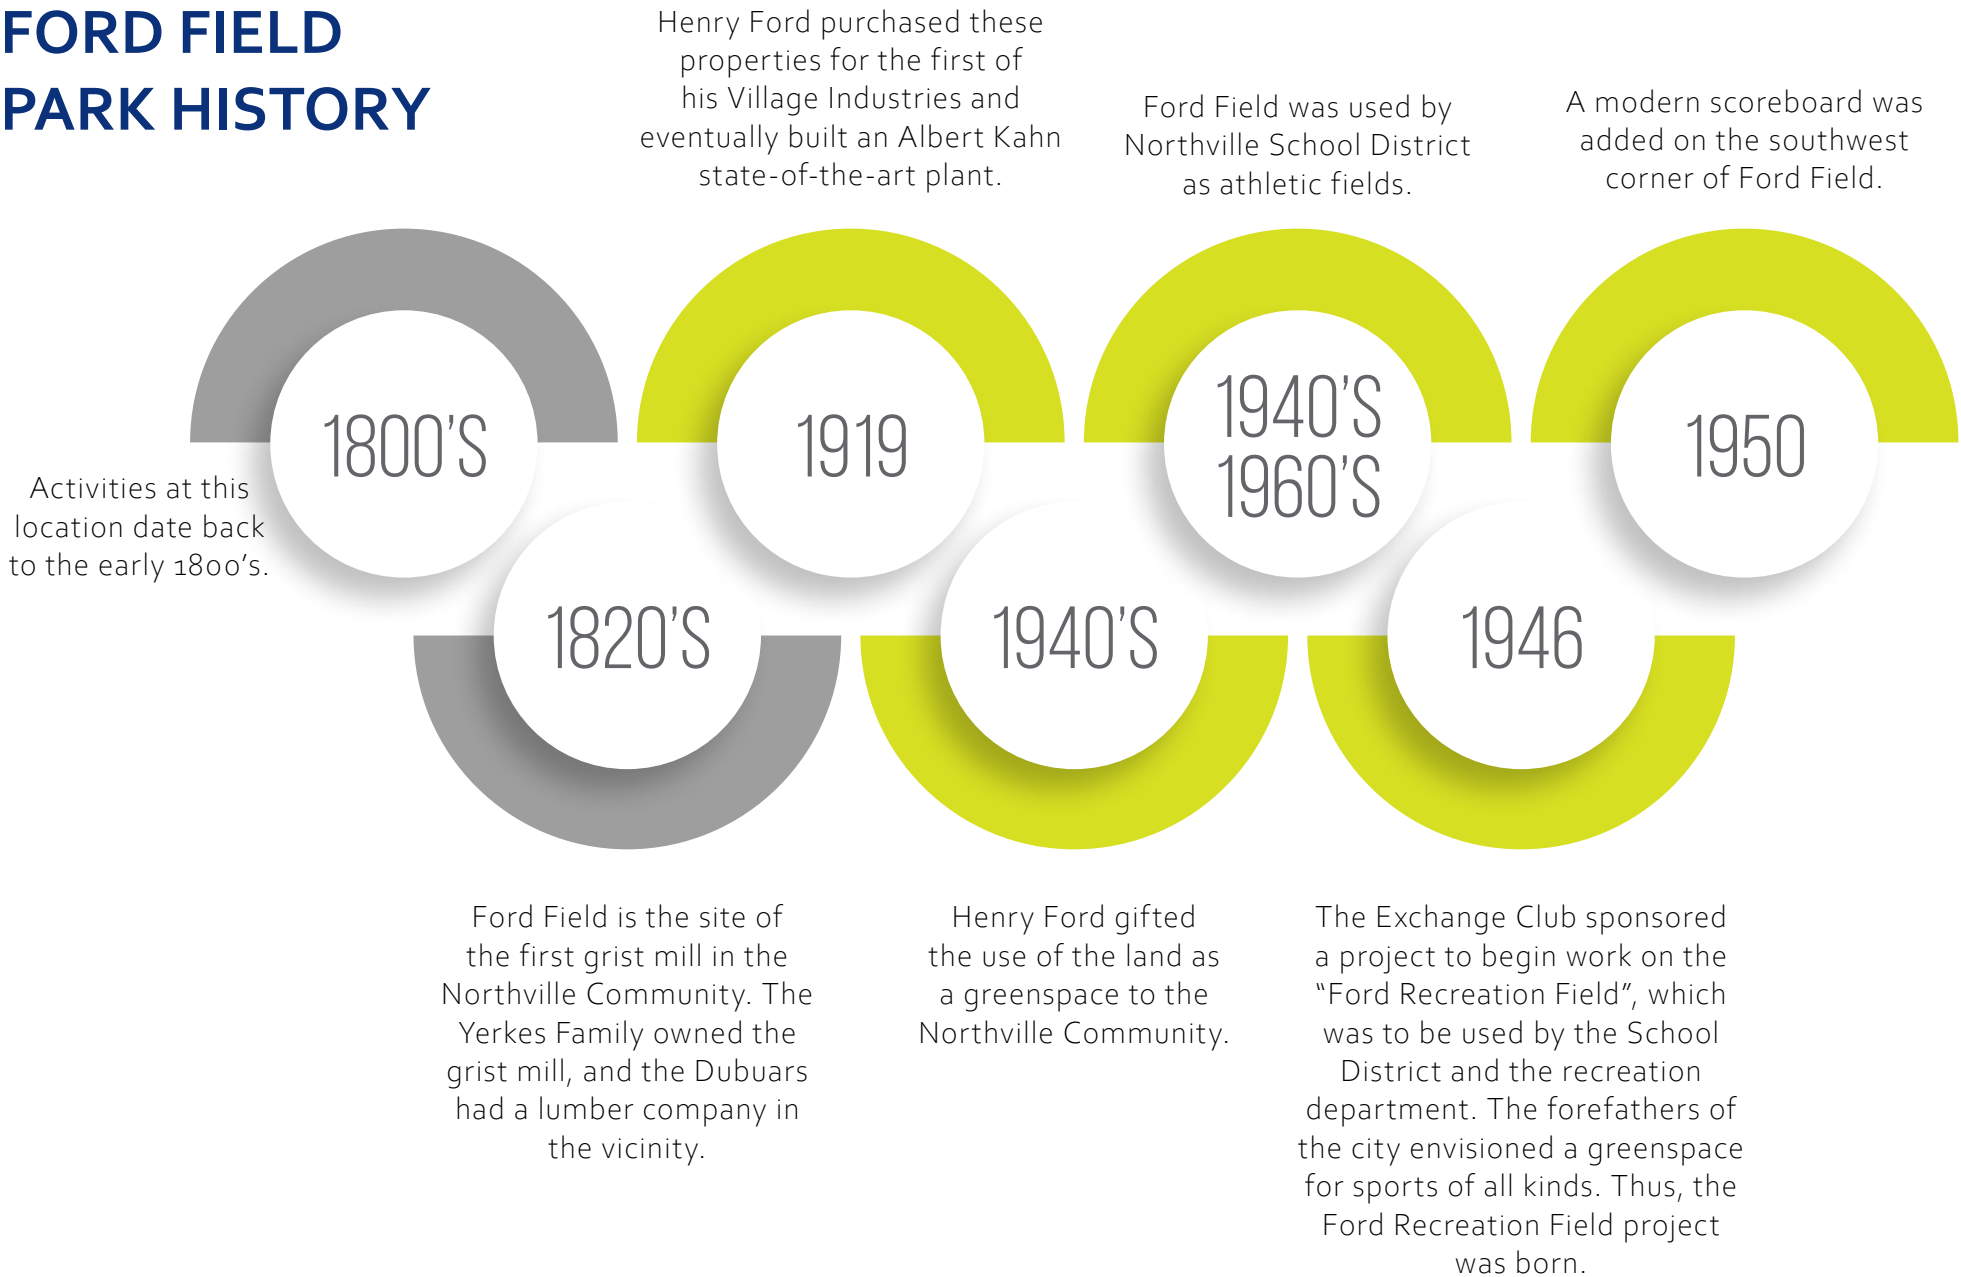 FORD FIELD
PARK HISTORY
Activities at this
location date back
to the early 1800's.
1800'S
1820'S
Ford Field is the site of
the first grist mill in the
Northville Community. The
Yerkes Family owned the
grist mill, and the Dubuars
had a lumber company in
the vicinity.
Henry Ford purchased these
properties for the first of
his Village Industries and
eventually built an Albert Kahn
state-of-the-art plant.
1919
1940'S
Henry Ford gifted
the use of the land as
a greenspace to the
Northville Community.
Ford Field was used by
Northville School District
as athletic fields.
1940'S
1960'S
1946
The Exchange Club sponsored
a project to begin work on the
“Ford Recreation Field”, which
was to be used by the School
District and the recreation
department. The forefathers of
the city envisioned a greenspace
for sports of all kinds. Thus, the
Ford Recreation Field project
was born.
A modern scoreboard was
added on the southwest
corner of Ford Field.
1950